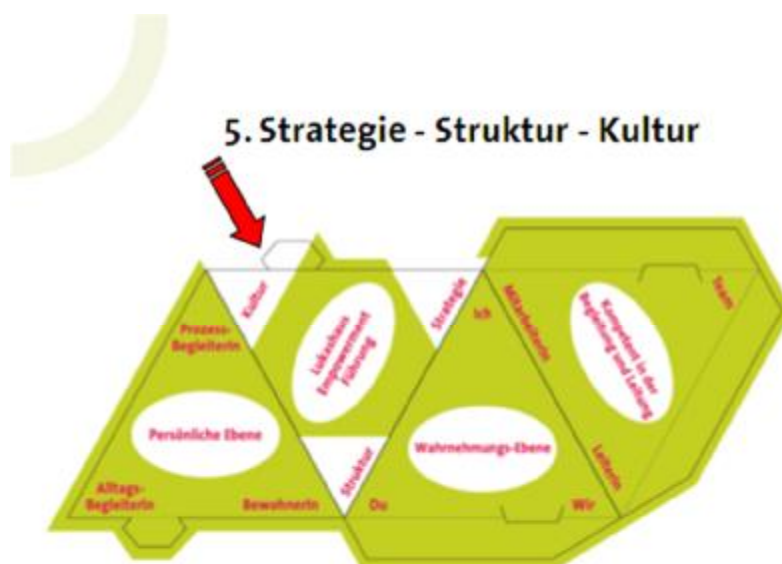 5. Strategie - Struktur - Kultur
Kultur
Strategie
Struktur
Lukashaus
Empowerment
Führung
Prozess-
BegleiterIn
Persönliche Ebene
Alltags-
BegleiterIn
BewohnerIn
Ich
Wahrnehmungs-Ebene
Du
Wir
MitarbeiterIn
Kompetent in der
Begleitung und Leitung
Team
LeiterIn